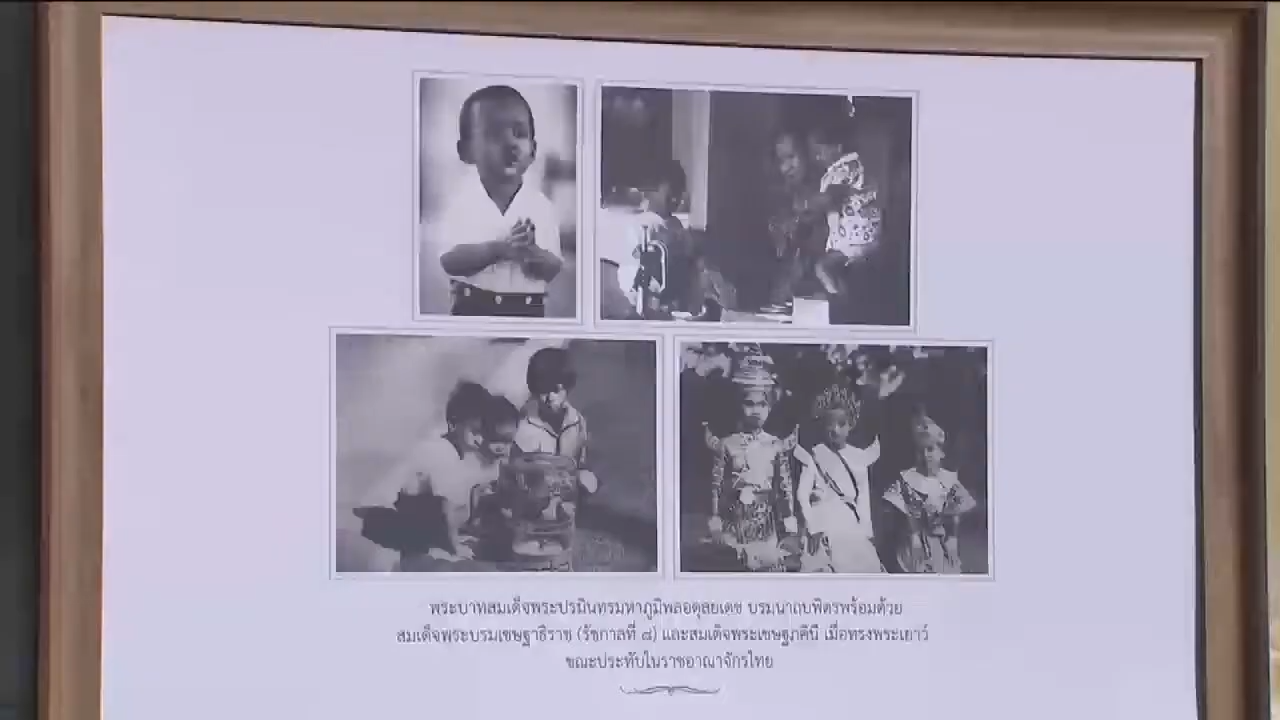 พระบาทสมเด็จพระปรมินทรมหาภูมิพลอดุลยเดช บรมนาถบพิตรพร้อมด้วย
สมเด็จพระบรมเชษฐาธิราช (รัชกาลที่ ๘) และสมเด็จพระเชษฐภคินี เมื่อทรงพระเยาว์
ขณะประทับในราชอาณาจักรไทย